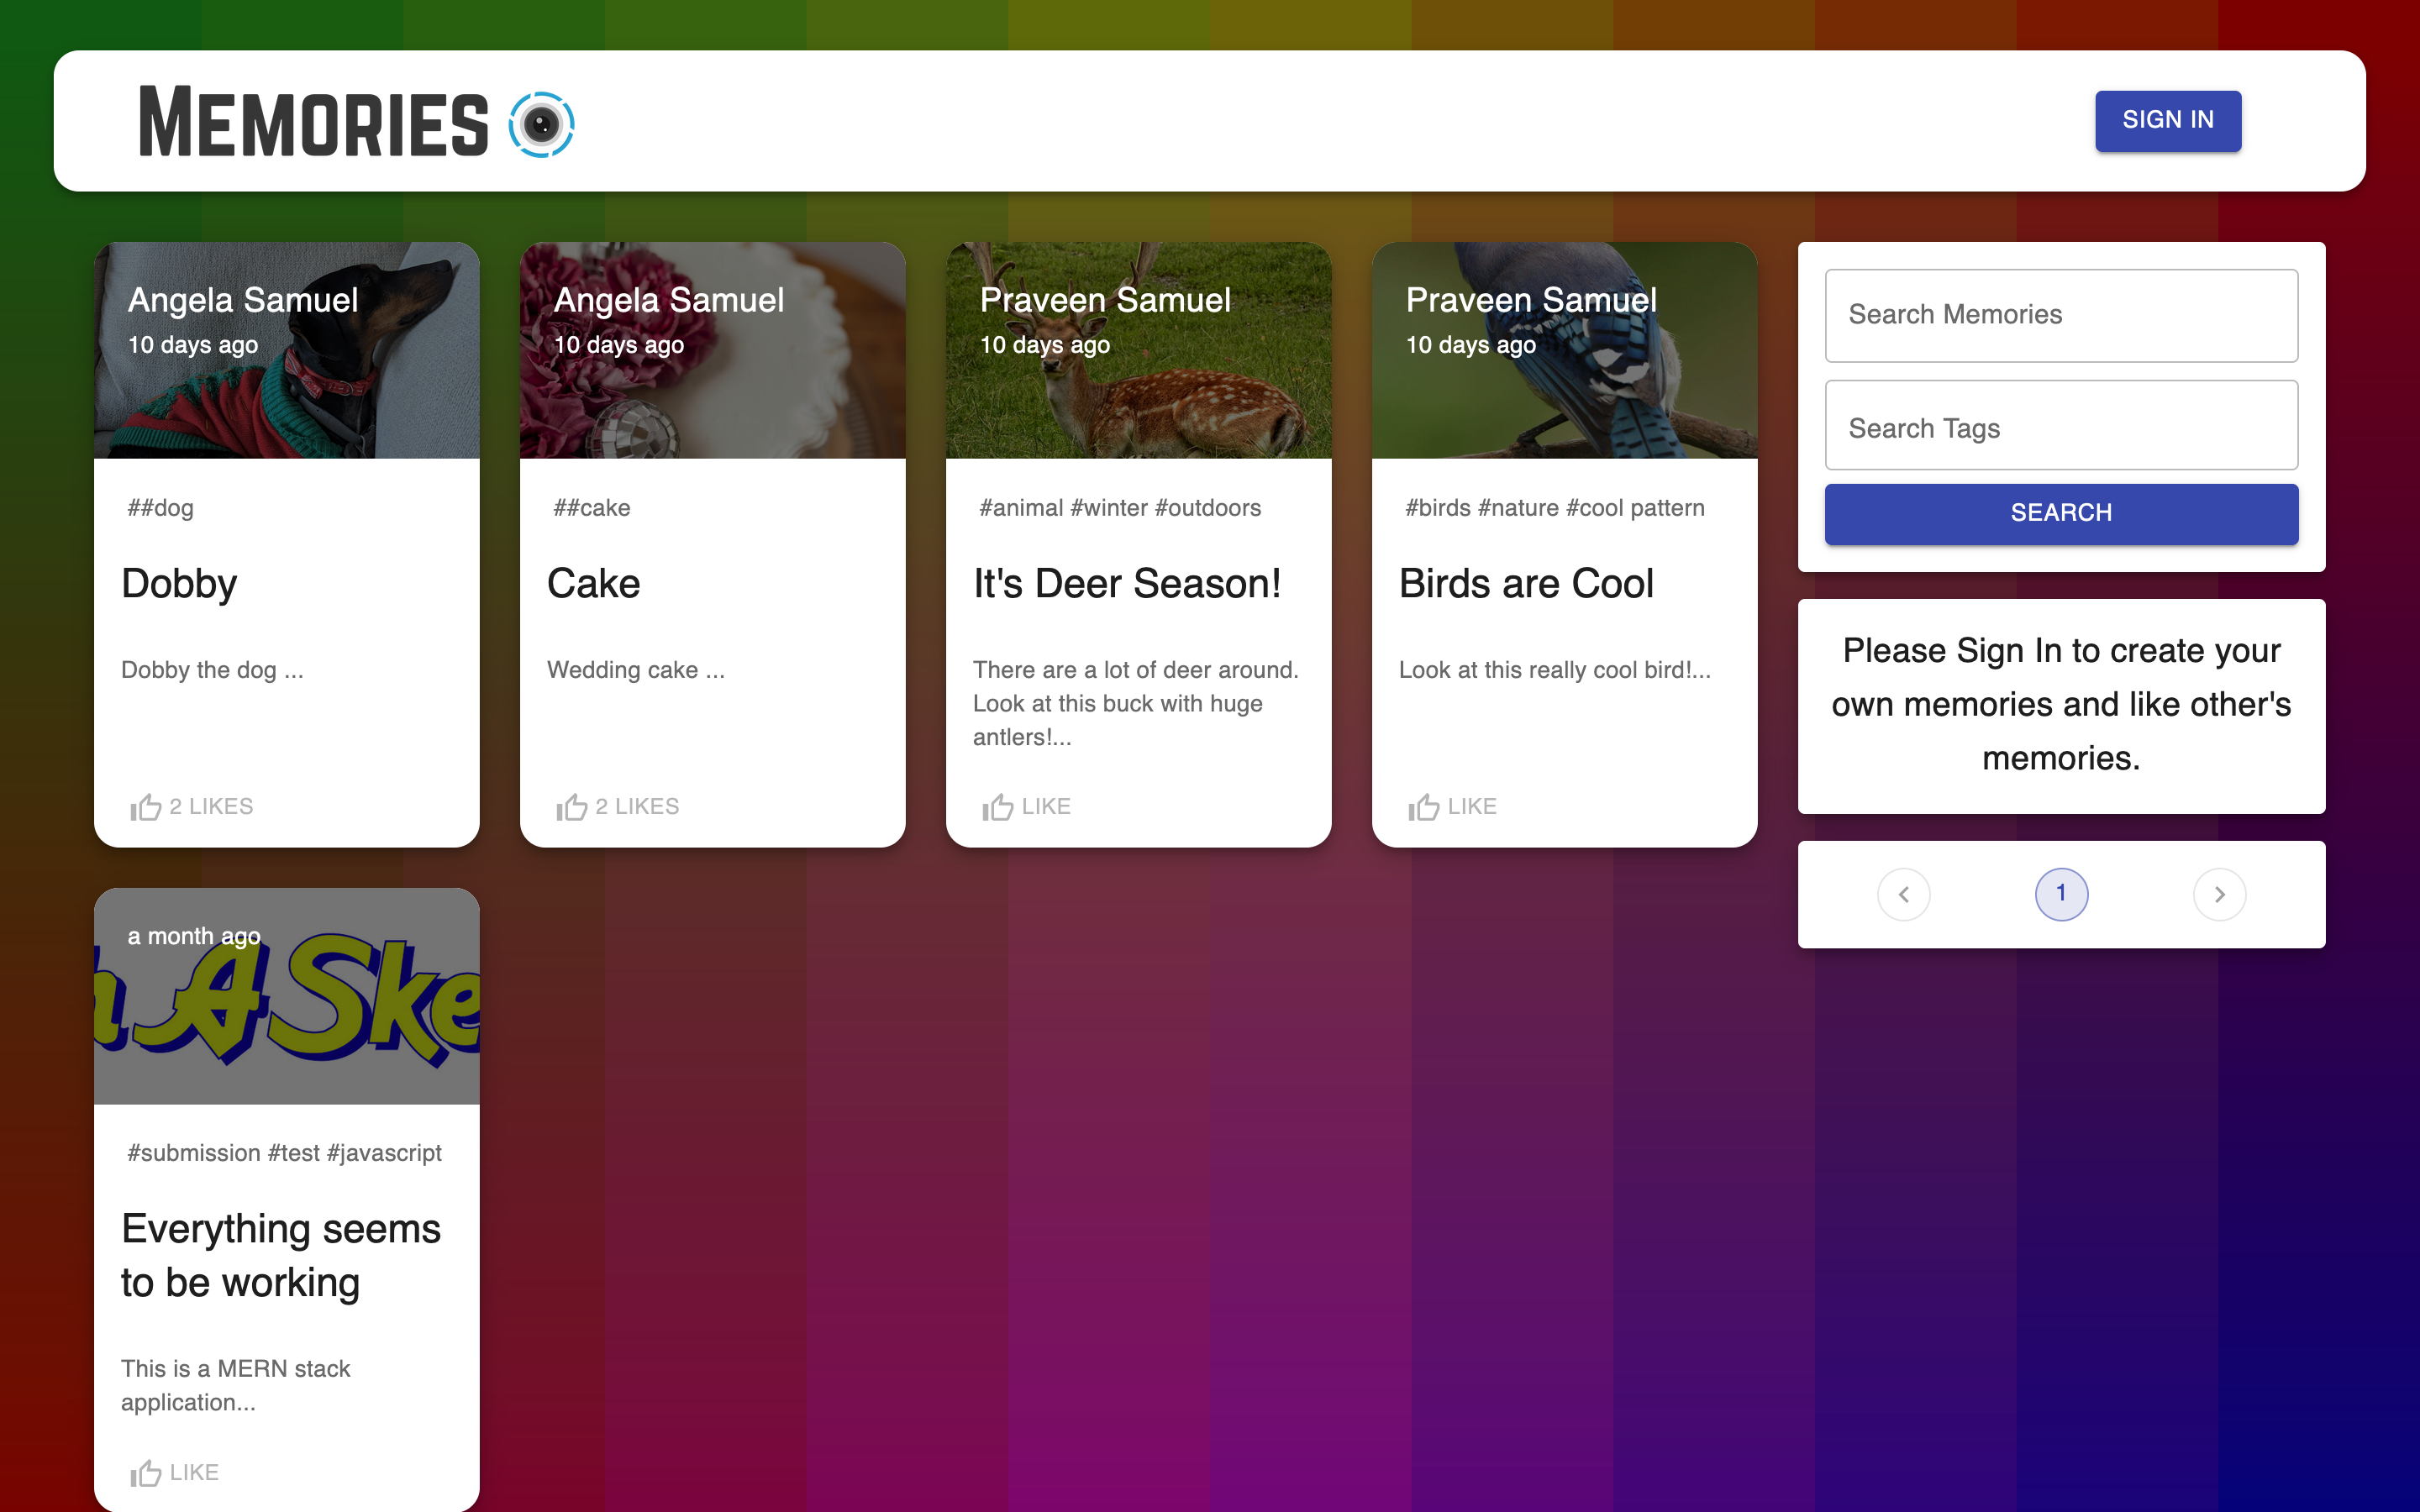 MEMORIES
SIGN IN
Angela Samuel
10 days ago
##dog
Dobby
Dobby the dog ...
2 LIKES
Angela Samuel
10 days ago
##cake
Cake
Wedding cake ...
2 LIKES
Praveen Samuel
10 days ago
#animal #winter #outdoors
It's Deer Season!
There are a lot of deer around.
Look at this buck with huge
antlers!...
LIKE
Praveen Samuel
10 days ago
#birds #nature #cool pattern
Birds are Cool
Look at this really cool bird!...
LIKE
Search Memories
Search Tags
SEARCH
Please Sign In to create your
own memories and like other's
memories.
1
a month ago
h A Ske
#submission #test #javascript
Everything seems
to be working
This is a MERN stack
application...
LIKE